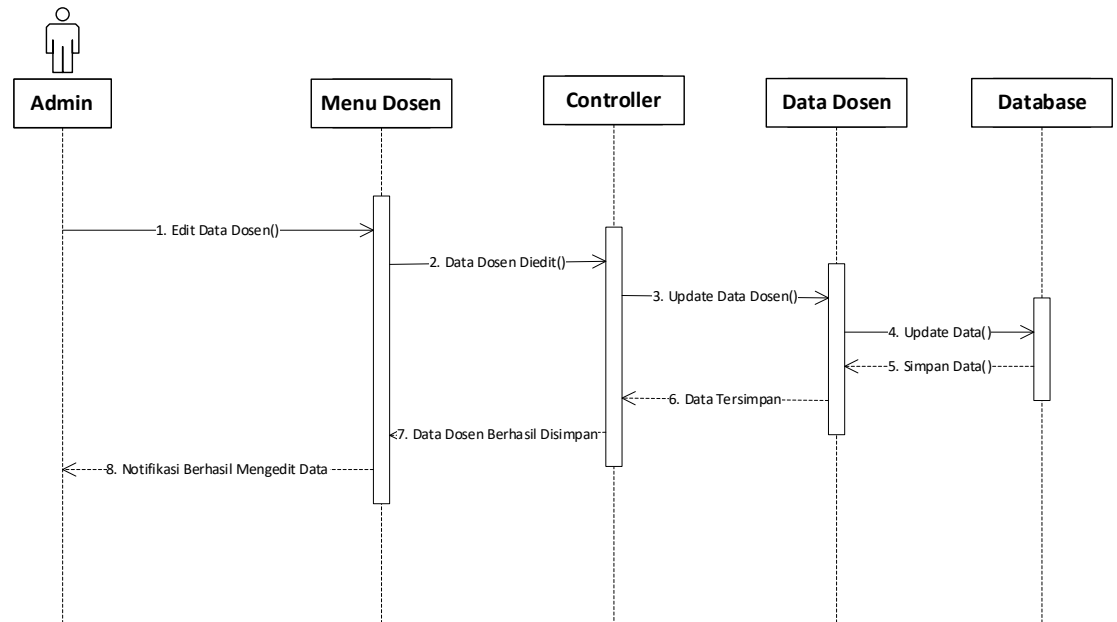 Admin
Menu Dosen
Controller
Data Dosen
Database
1. Edit Data Dosen()
2. Data Dosen Diedit()
3. Update Data Dosen()
4. Update Data()
5. Simpan Data()
6. Data Tersimpan
7. Data Dosen Berhasil Disimpan
8. Notifikasi Berhasil Mengedit Data